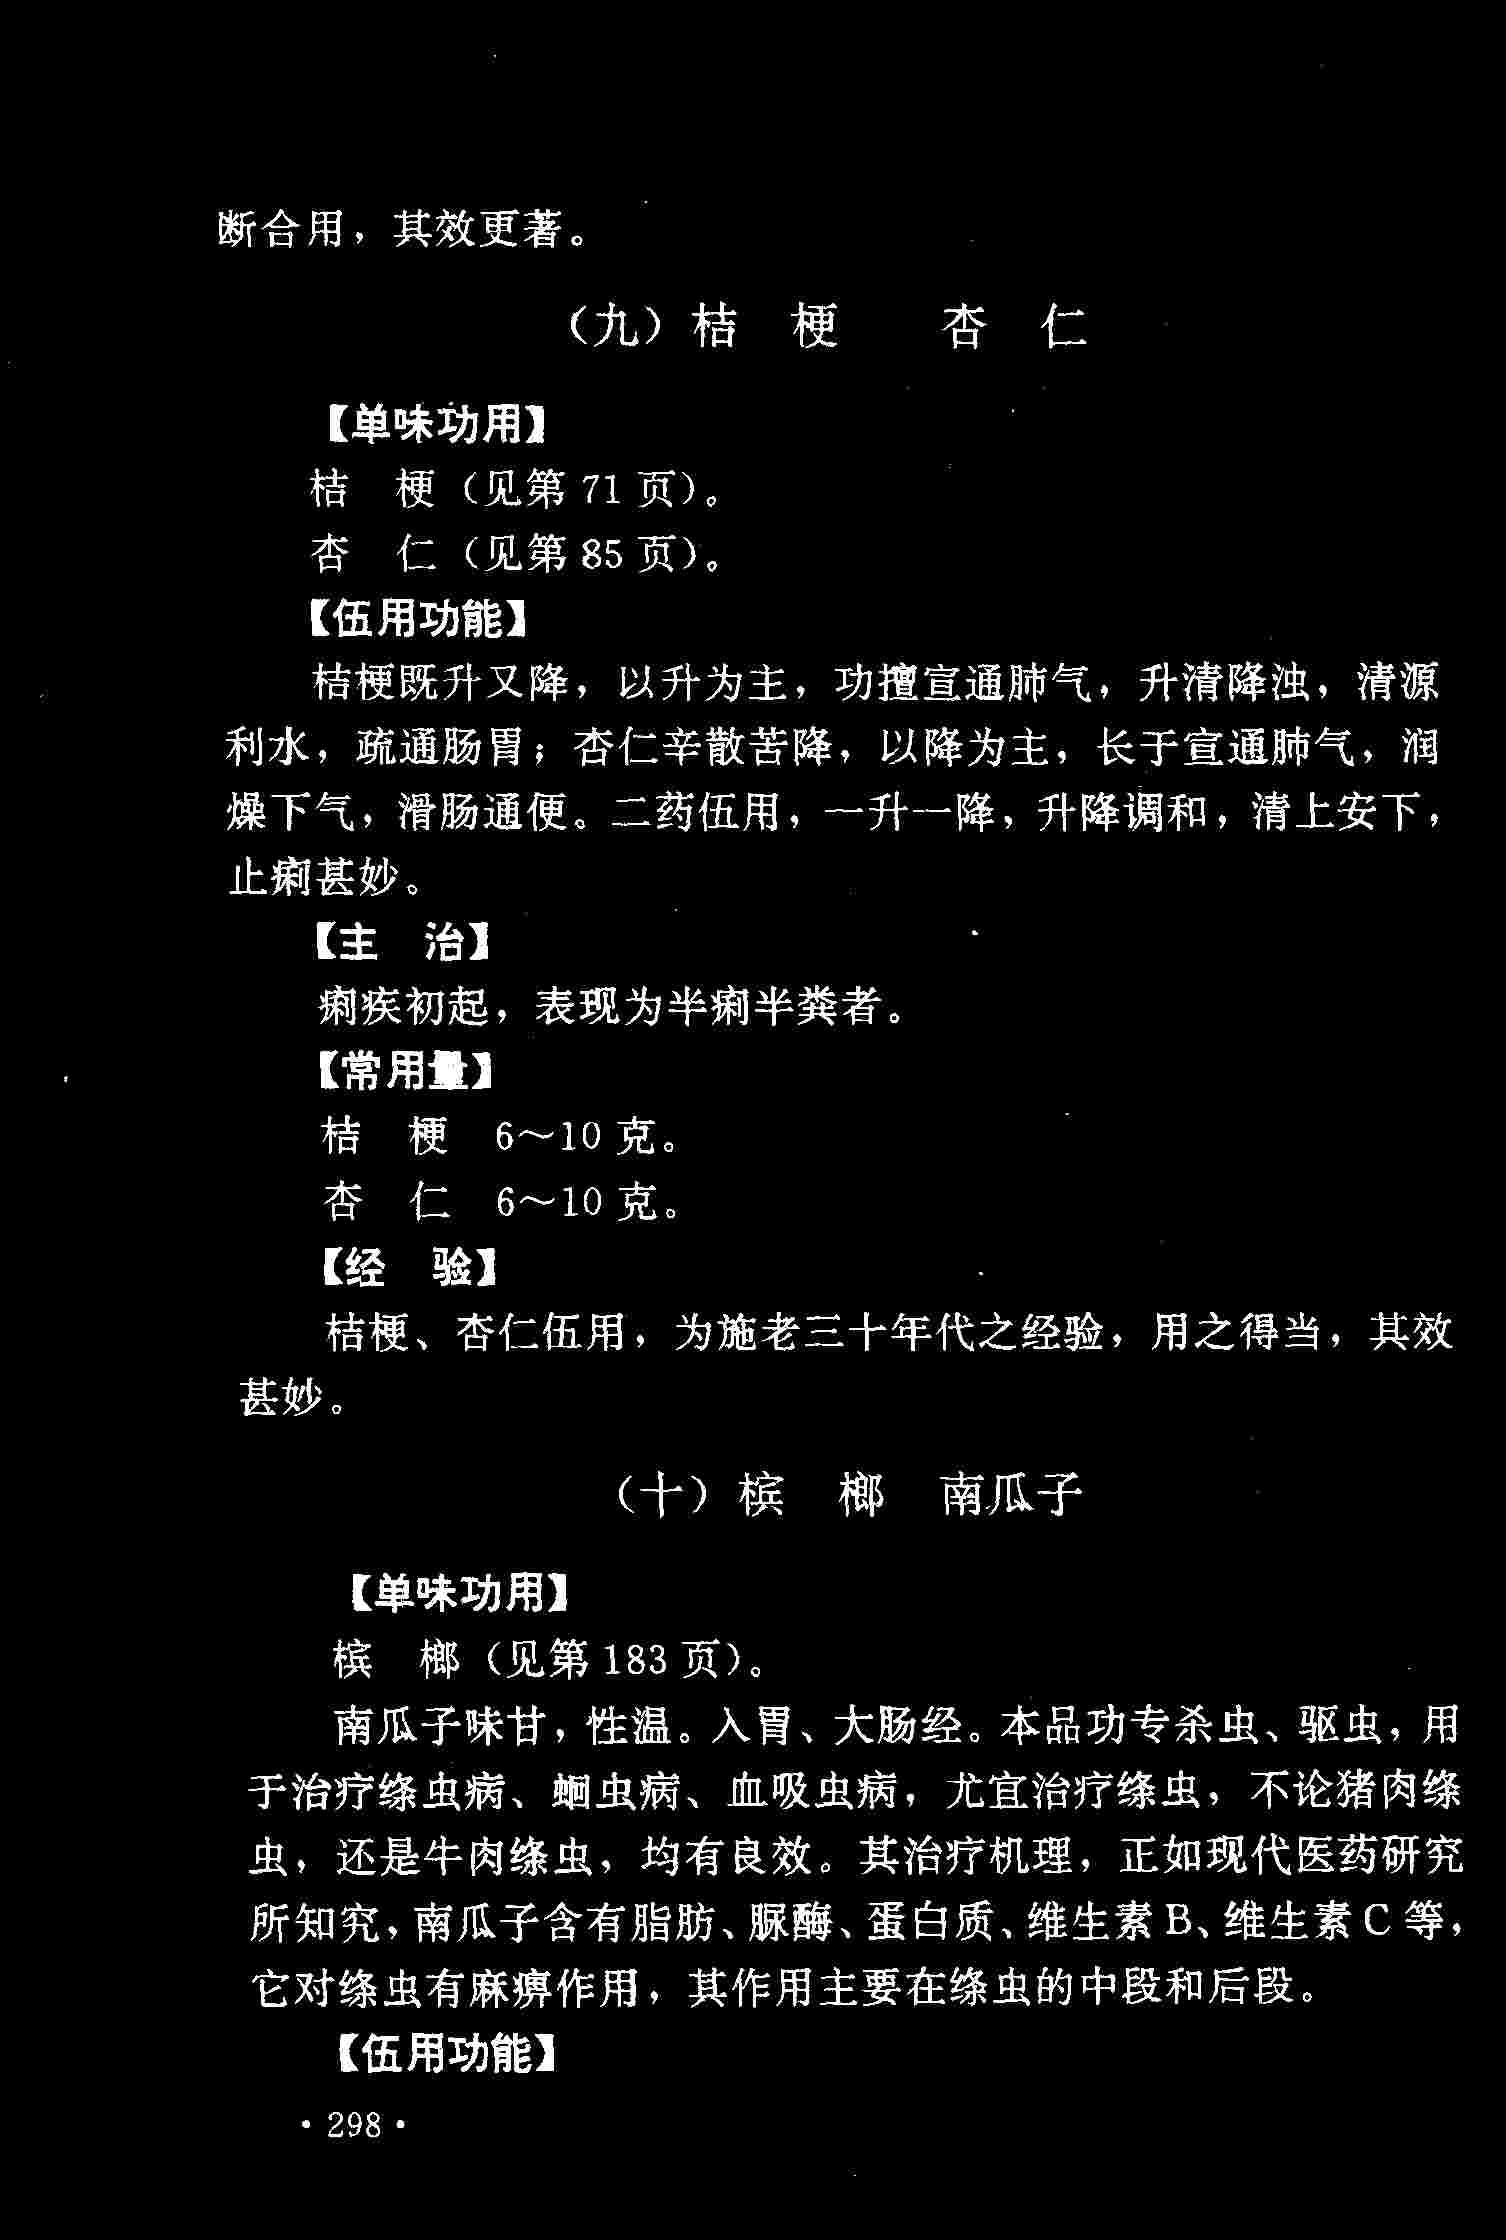 断合用，其效更著。
（九）桔　梗　　杏　仁
【单味功用】
桔　梗（见第 71 页）。
杏　仁（见第 85 页）。
【伍用功能】
桔梗既升又降，以升为主，功擅宣通肺气，升清降浊，清源
利水，疏通肠胃；杏仁辛散苦降，以降为主，长于宣通肺气，润
燥下气，滑肠通便。二药伍用，一升一降，升降调和，清上安下，
止痢甚妙。
【主　治】
痢疾初起，表现为半痢半粪者。
【常用量】
桔　梗　6～10 克。
杏　仁　6～10 克。
【经　验】
桔梗、杏仁伍用，为施老三十年代之经验，用之得当，其效
甚妙。
（十）槟　榔　南瓜子
【单味功用】
槟　榔（见第 183 页）。
南瓜子味甘，性温。入胃、大肠经。本品功专杀虫、驱虫，用
于治疗绦虫病、蛔虫病、血吸虫病，尤宜治疗绦虫，不论猪肉绦
虫，还是牛肉绦虫，均有良效。其治疗机理，正如现代医药研究
所知究，南瓜子含有脂肪、脲酶、蛋白质、维生素 B、维生素 C 等，
它对绦虫有麻痹作用，其作用主要在绦虫的中段和后段。
【伍用功能】
· 298 ·